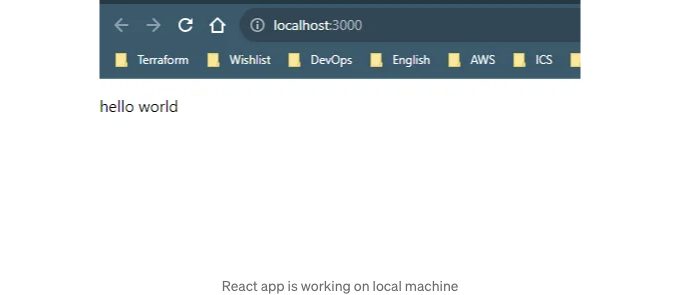 localhost:3000
Terraform Wishlist DevOps English AWS ICS
hello world
React app is working on local machine